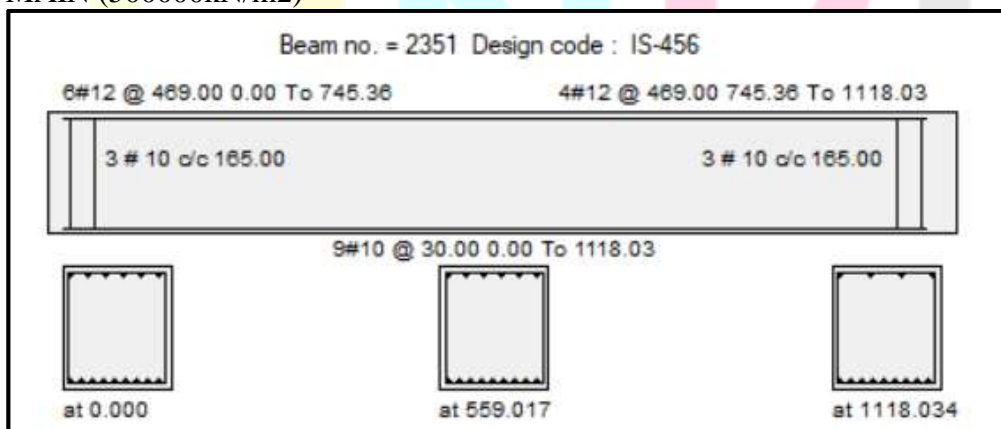 Beam no. = 2351 Design code : IS-456
6#12 @ 469.00 0.00 To 745.36 4#12 @ 469.00 745.36 To 1118.03
3 # 10 c/c 165.00 3 # 10 c/c 165.00
9#10 @ 30.00 0.00 To 1118.03
at 0.000 at 559.017 at 1118.034